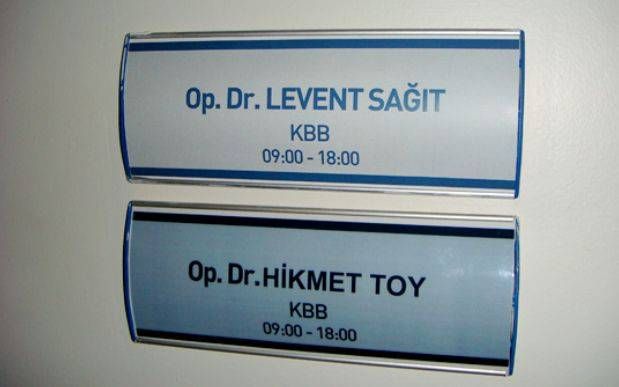 Op. Dr. LEVENT SAĞIT
KBB
09:00 - 18:00
Op. Dr. HİKMET TOY
KBB
09:00 - 18:00